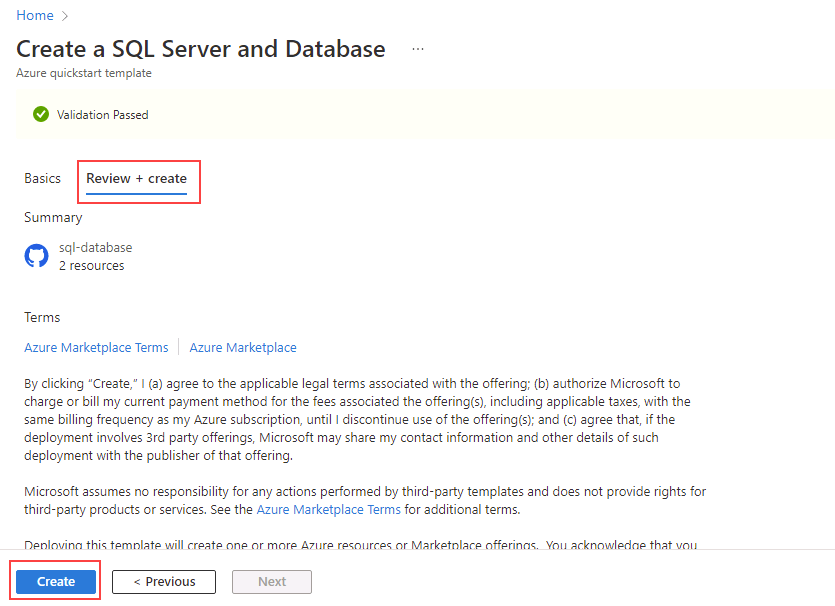 Home
Create a SQL Server and Database ...
Azure quickstart template
Validation Passed
Basics Review + create
Summary
sql-database
2 resources
Terms
Azure Marketplace Terms Azure Marketplace
By clicking “Create,” I (a) agree to the applicable legal terms associated with the offering; (b) authorize Microsoft to
charge or bill my current payment method for the fees associated the offering(s), including applicable taxes, with the
same billing frequency as my Azure subscription, until I discontinue use of the offering(s); and (c) agree that, if the
deployment involves 3rd party offerings, Microsoft may share my contact information and other details of such
deployment with the publisher of that offering.
Microsoft assumes no responsibility for any actions performed by third-party templates and does not provide rights for
third-party products or services. See the Azure Marketplace Terms for additional terms.
Deploying this template will create one or more Azure resources or Marketplace offerings. You acknowledge that you
Create < Previous Next